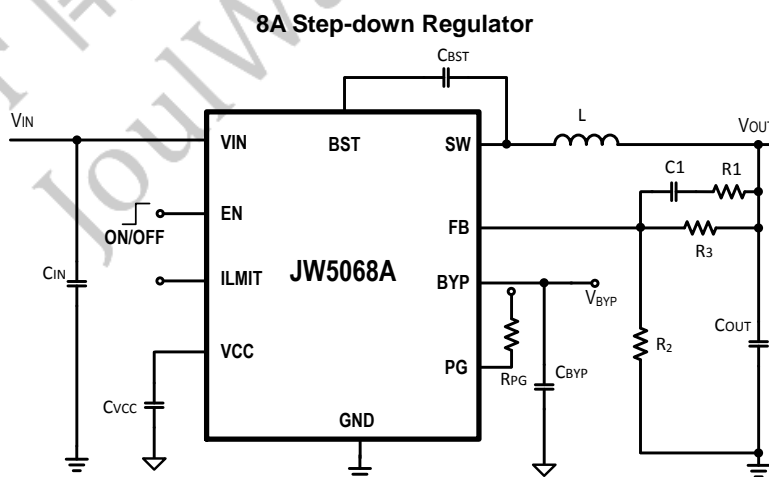 8A Step-down Regulator
CBST
VIN
L
VOUT
VIN
BST
SW
C1
R1
EN
ON/OFF
FB
R3
CIN
ILMIT
JW5068A
BYP
VBYP
COUT
VCC
R2
PG
RPG
CBYP
CVCC
GND